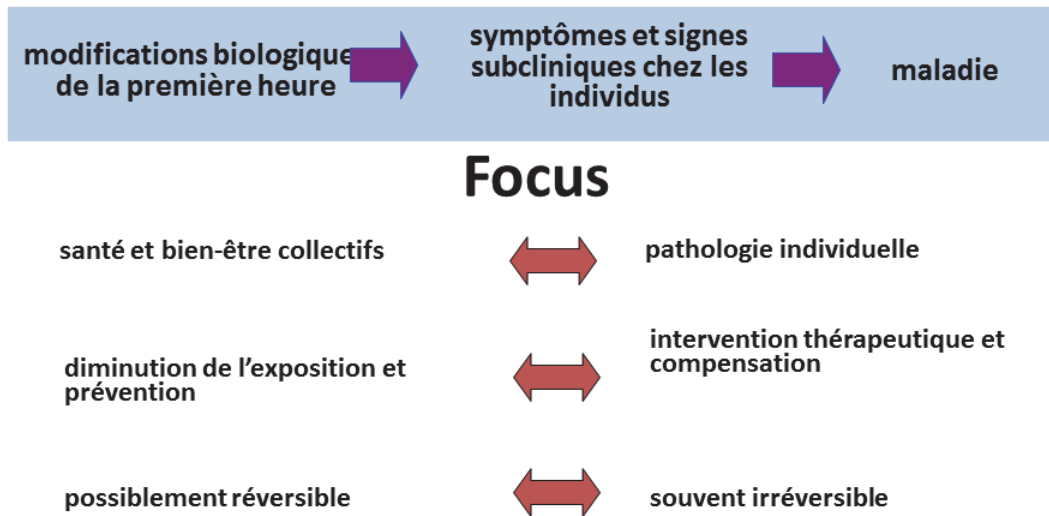 modifications biologique
de la première heure
symptômes et signes
subcliniques chez les
individus
maladie
Focus
santé et bien-être collectifs
pathologie individuelle
diminution de l'exposition et
prévention
intervention thérapeutique et
compensation
possiblement réversible
souvent irréversible